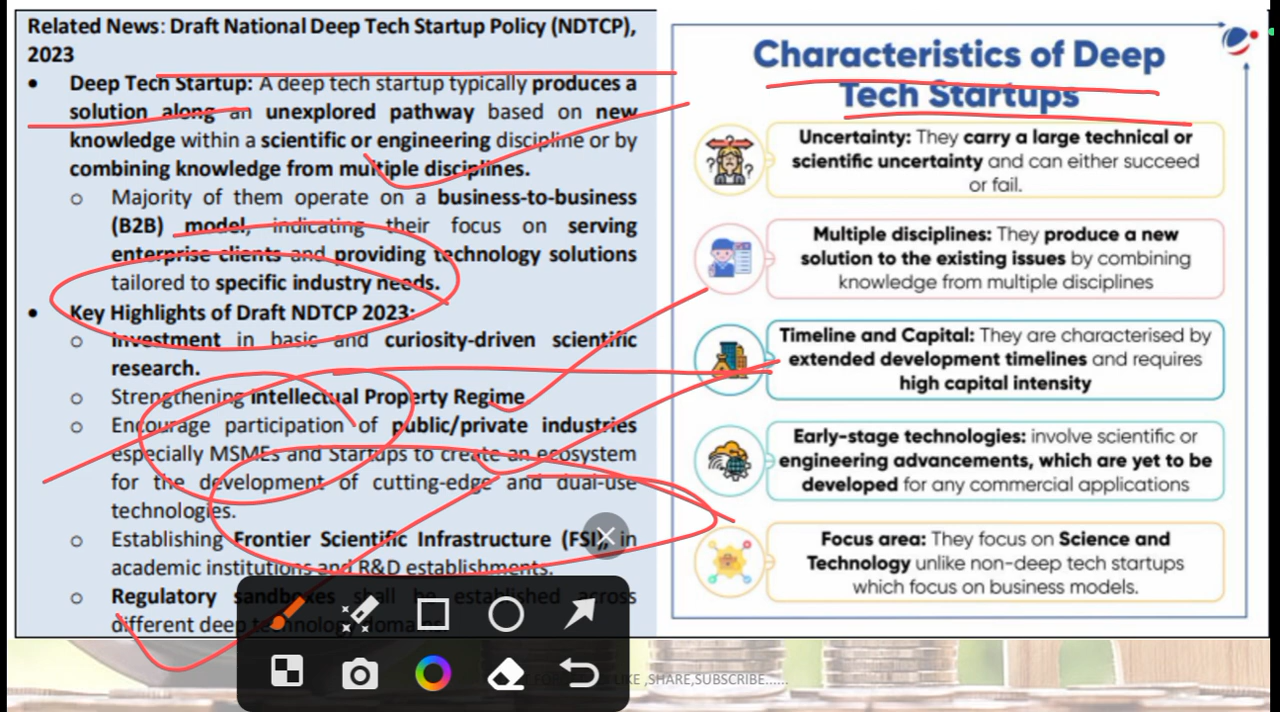 Related News: Draft National Deep Tech Startup Policy (NDTCP),
2023
• Deep Tech Startup: A deep tech startup typically produces a
solution along an unexplored pathway based on new
knowledge within a scientific or engineering discipline or by
combining knowledge from multiple disciplines.
o Majority of them operate on a business-to-business
(B2B) model, indicating their focus on serving
enterprise clients and providing technology solutions
tailored to specific industry needs.
• Key Highlights of Draft NDTCP 2023:
o Investment in basic and curiosity-driven scientific
research.
o Strengthening Intellectual Property Regime
o Encourage participation of public/private industries
especially MSMEs and Startups to create an ecosystem
for the development of cutting-edge and dual-use
technologies.
o Establishing Frontier Scientific Infrastructure (FSI), in
academic institutions and R&D establishments.
o Regulatory sandboxes shall be established across
different deep technology domains.
Characteristics of Deep
Tech Startups
Uncertainty: They carry a large technical or
scientific uncertainty and can either succeed
or fail.
Multiple disciplines: They produce a new
solution to the existing issues by combining
knowledge from multiple disciplines
Timeline and Capital: They are characterised by
extended development timelines and requires
high capital intensity
Early-stage technologies: involve scientific or
engineering advancements, which are yet to be
developed for any commercial applications
Focus area: They focus on Science and
Technology unlike non-deep tech startups
which focus on business models.
LIKE ,SHARE,SUBSCRIBE......